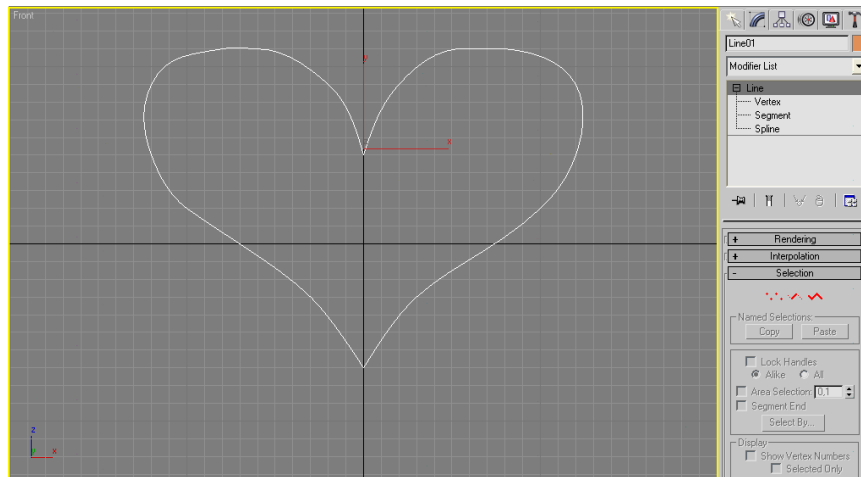 Front
y
x
z
y
x
Line01
Modifier List
Line
Vertex
Segment
Spline
+ Rendering
+ Interpolation
- Selection
Named Selections:
Copy Paste
Lock Handles
Alike All
Area Selection: 0,1
Segment End
Select By...
Display
Show Vertex Numbers
Selected Only